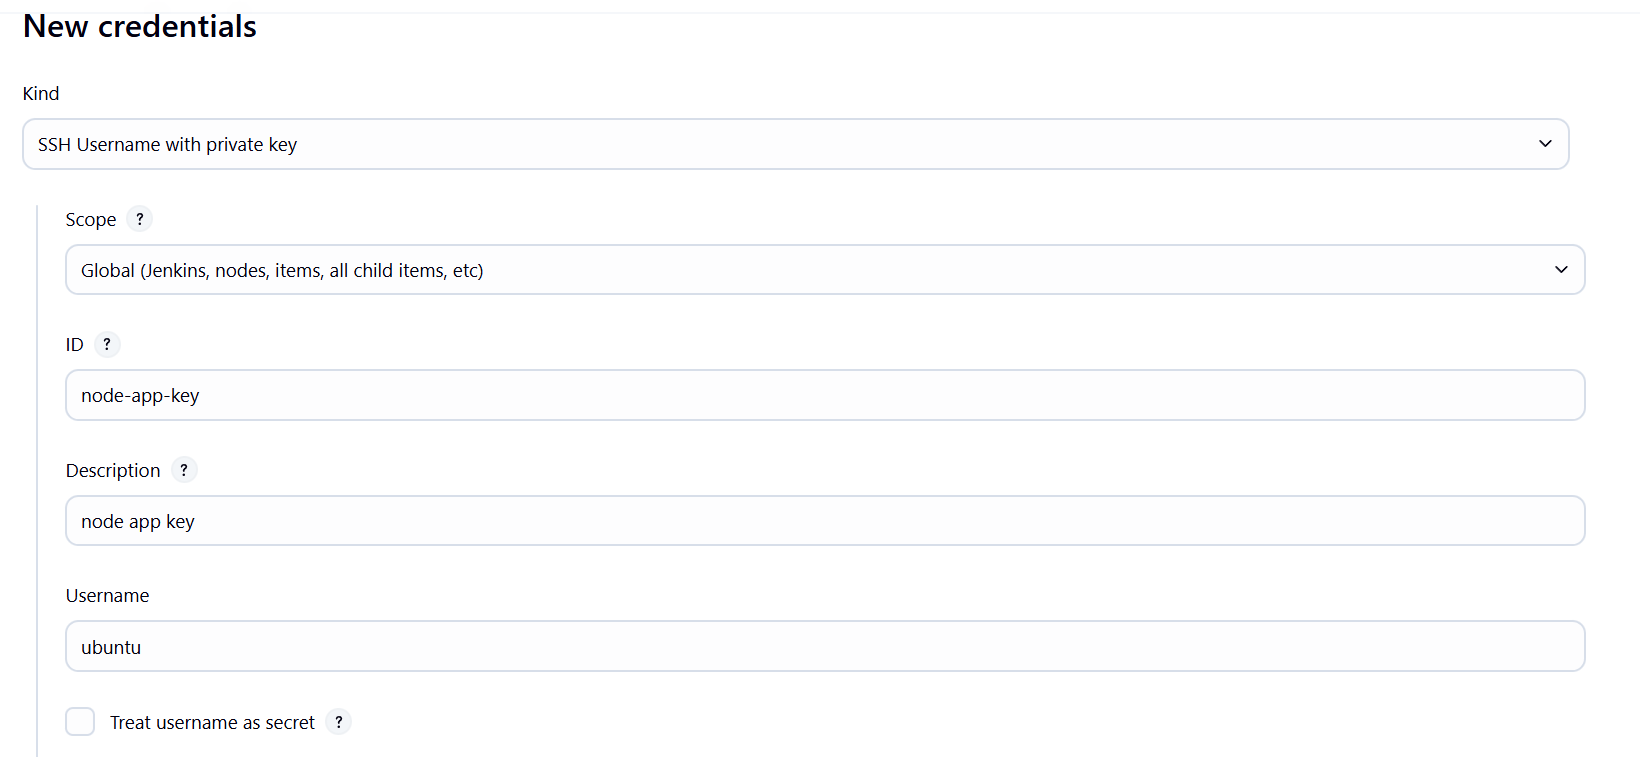 New credentials
Kind
SSH Username with private key
Scope ?
Global (Jenkins, nodes, items, all child items, etc)
ID ?
node-app-key
Description ?
node app key
Username
ubuntu
Treat username as secret ?